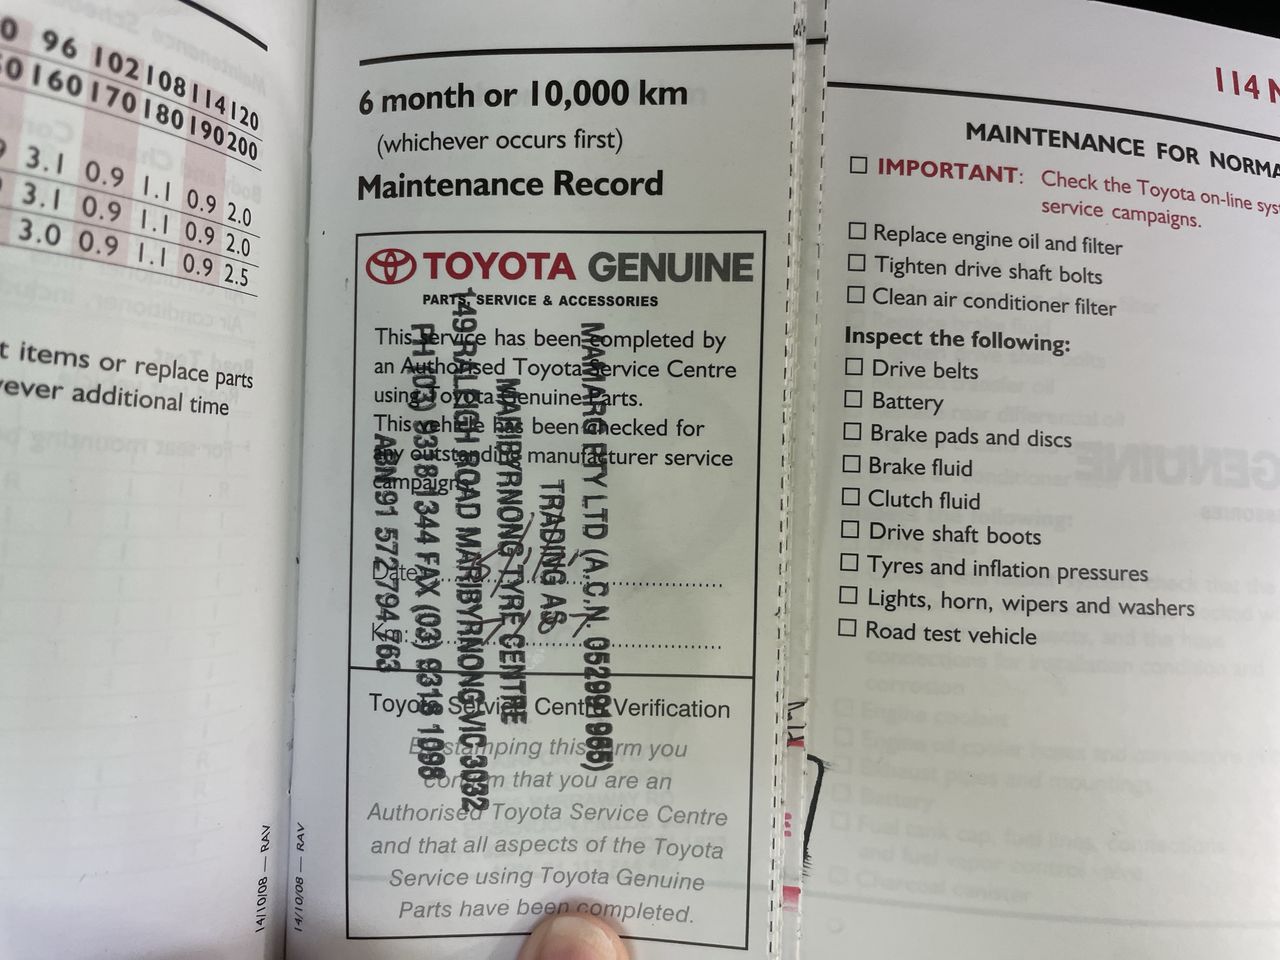 96 102 108 114 120
160 170 180 190 200
3.1 0.9 1.1 0.9 2.0
3.1 0.9 1.1 0.9 2.0
3.0 0.9 1.1 0.9 2.5
items or replace parts
additional time
14/10/08 — RAV
14/10/08 — RAV
6 month or 10,000 km
(whichever occurs first)
Maintenance Record
TOYOTA GENUINE
PARTS, SERVICE & ACCESSORIES
This service has been completed by
an Authorised Toyota Service Centre
using Toyota Genuine Parts.
This vehicle has been checked for
any outstanding manufacturer service
campaign
Date
Toyota Service Centre Verification
By stamping this form you
confirm that you are an
Authorised Toyota Service Centre
and that all aspects of the Toyota
Service using Toyota Genuine
Parts have been completed.
MAMARG PTY LTD (A.C.N. 052991965)
TRADING AS
MARIBYRNONG TYRE CENTRE
149 RALEIGH ROAD MARIBYRNONG VIC 3032
PH (03) 9318 1344 FAX (03) 9318 1098
ABN 91 572 794 763
114
MAINTENANCE FOR
IMPORTANT: Check the Toyota on-line
service campaigns.
Replace engine oil and filter
Tighten drive shaft bolts
Clean air conditioner filter
Inspect the following:
Drive belts
Battery
Brake pads and discs
Brake fluid
Clutch fluid
Drive shaft boots
Tyres and inflation pressures
Lights, horn, wipers and washers
Road test vehicle